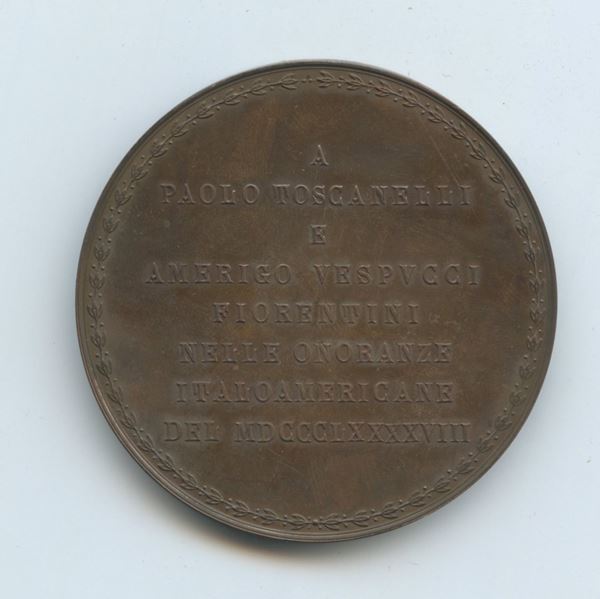 A
PAOLO TOSCANELLI
E
AMERIGO VESPVCCI
FIORENTINI
NELLE ONORANZE
ITALOAMERICANE
DEL MDCCCLXXXXVIII